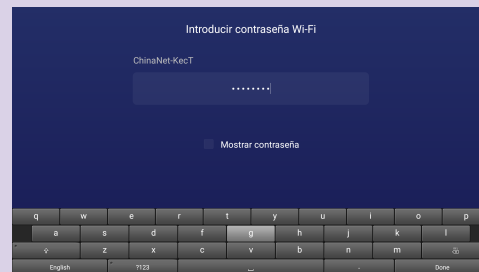 Introducir contraseña Wi-Fi
ChinaNet-KecT
••••••••
Mostrar contraseña
q w e r t y u i o p
a s d f g h j k l
z x c v b n m
English ?123 . Done